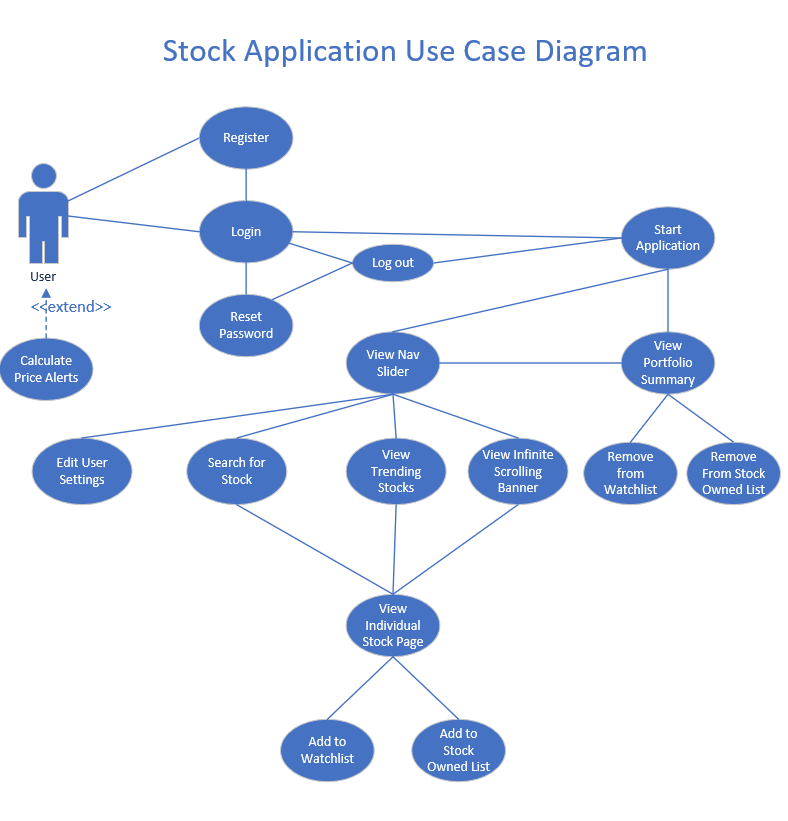 Stock Application Use Case Diagram
Register
Login
Start
Application
Log out
User
<<extend>>
Reset
Password
Calculate
Price Alerts
View Nav
Slider
View
Portfolio
Summary
Edit User
Settings
Search for
Stock
View
Trending
Stocks
View Infinite
Scrolling
Banner
Remove
from
Watchlist
Remove
From Stock
Owned List
View
Individual
Stock Page
Add to
Watchlist
Add to
Stock
Owned List